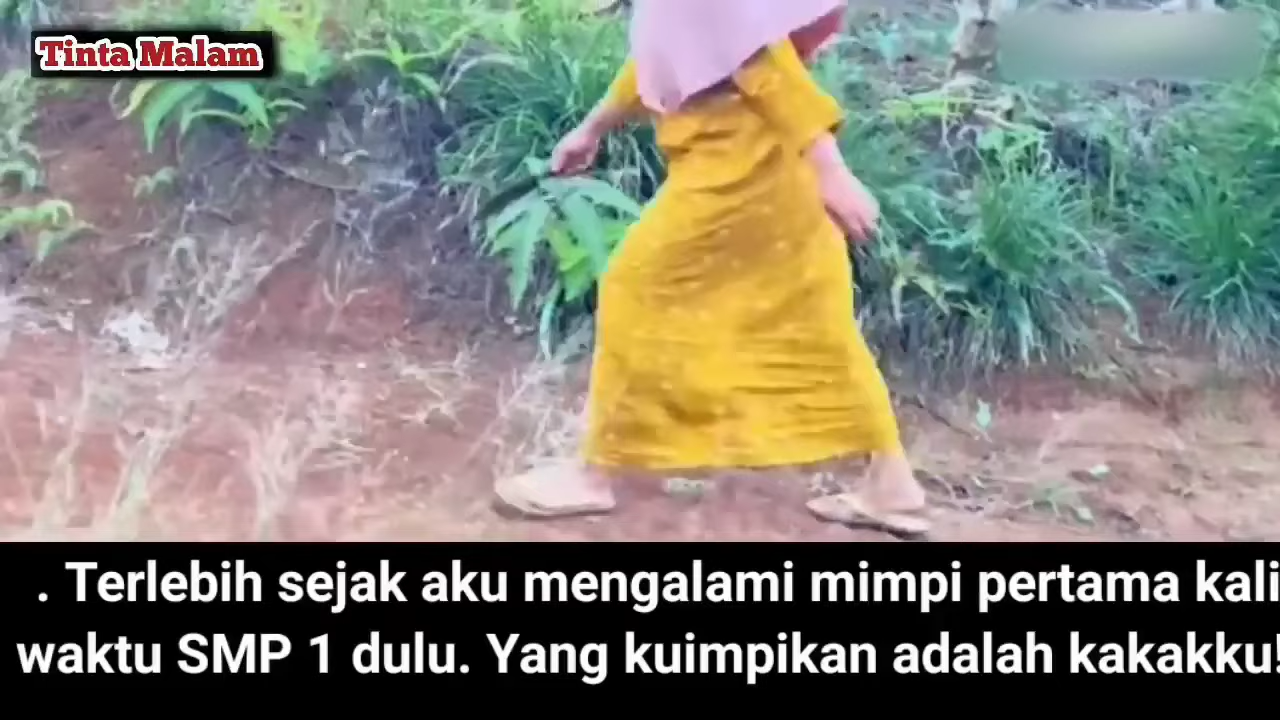 Tinta Malam
. Terlebih sejak aku mengalami mimpi pertama kali
waktu SMP 1 dulu. Yang kuimpikan adalah kakakku!